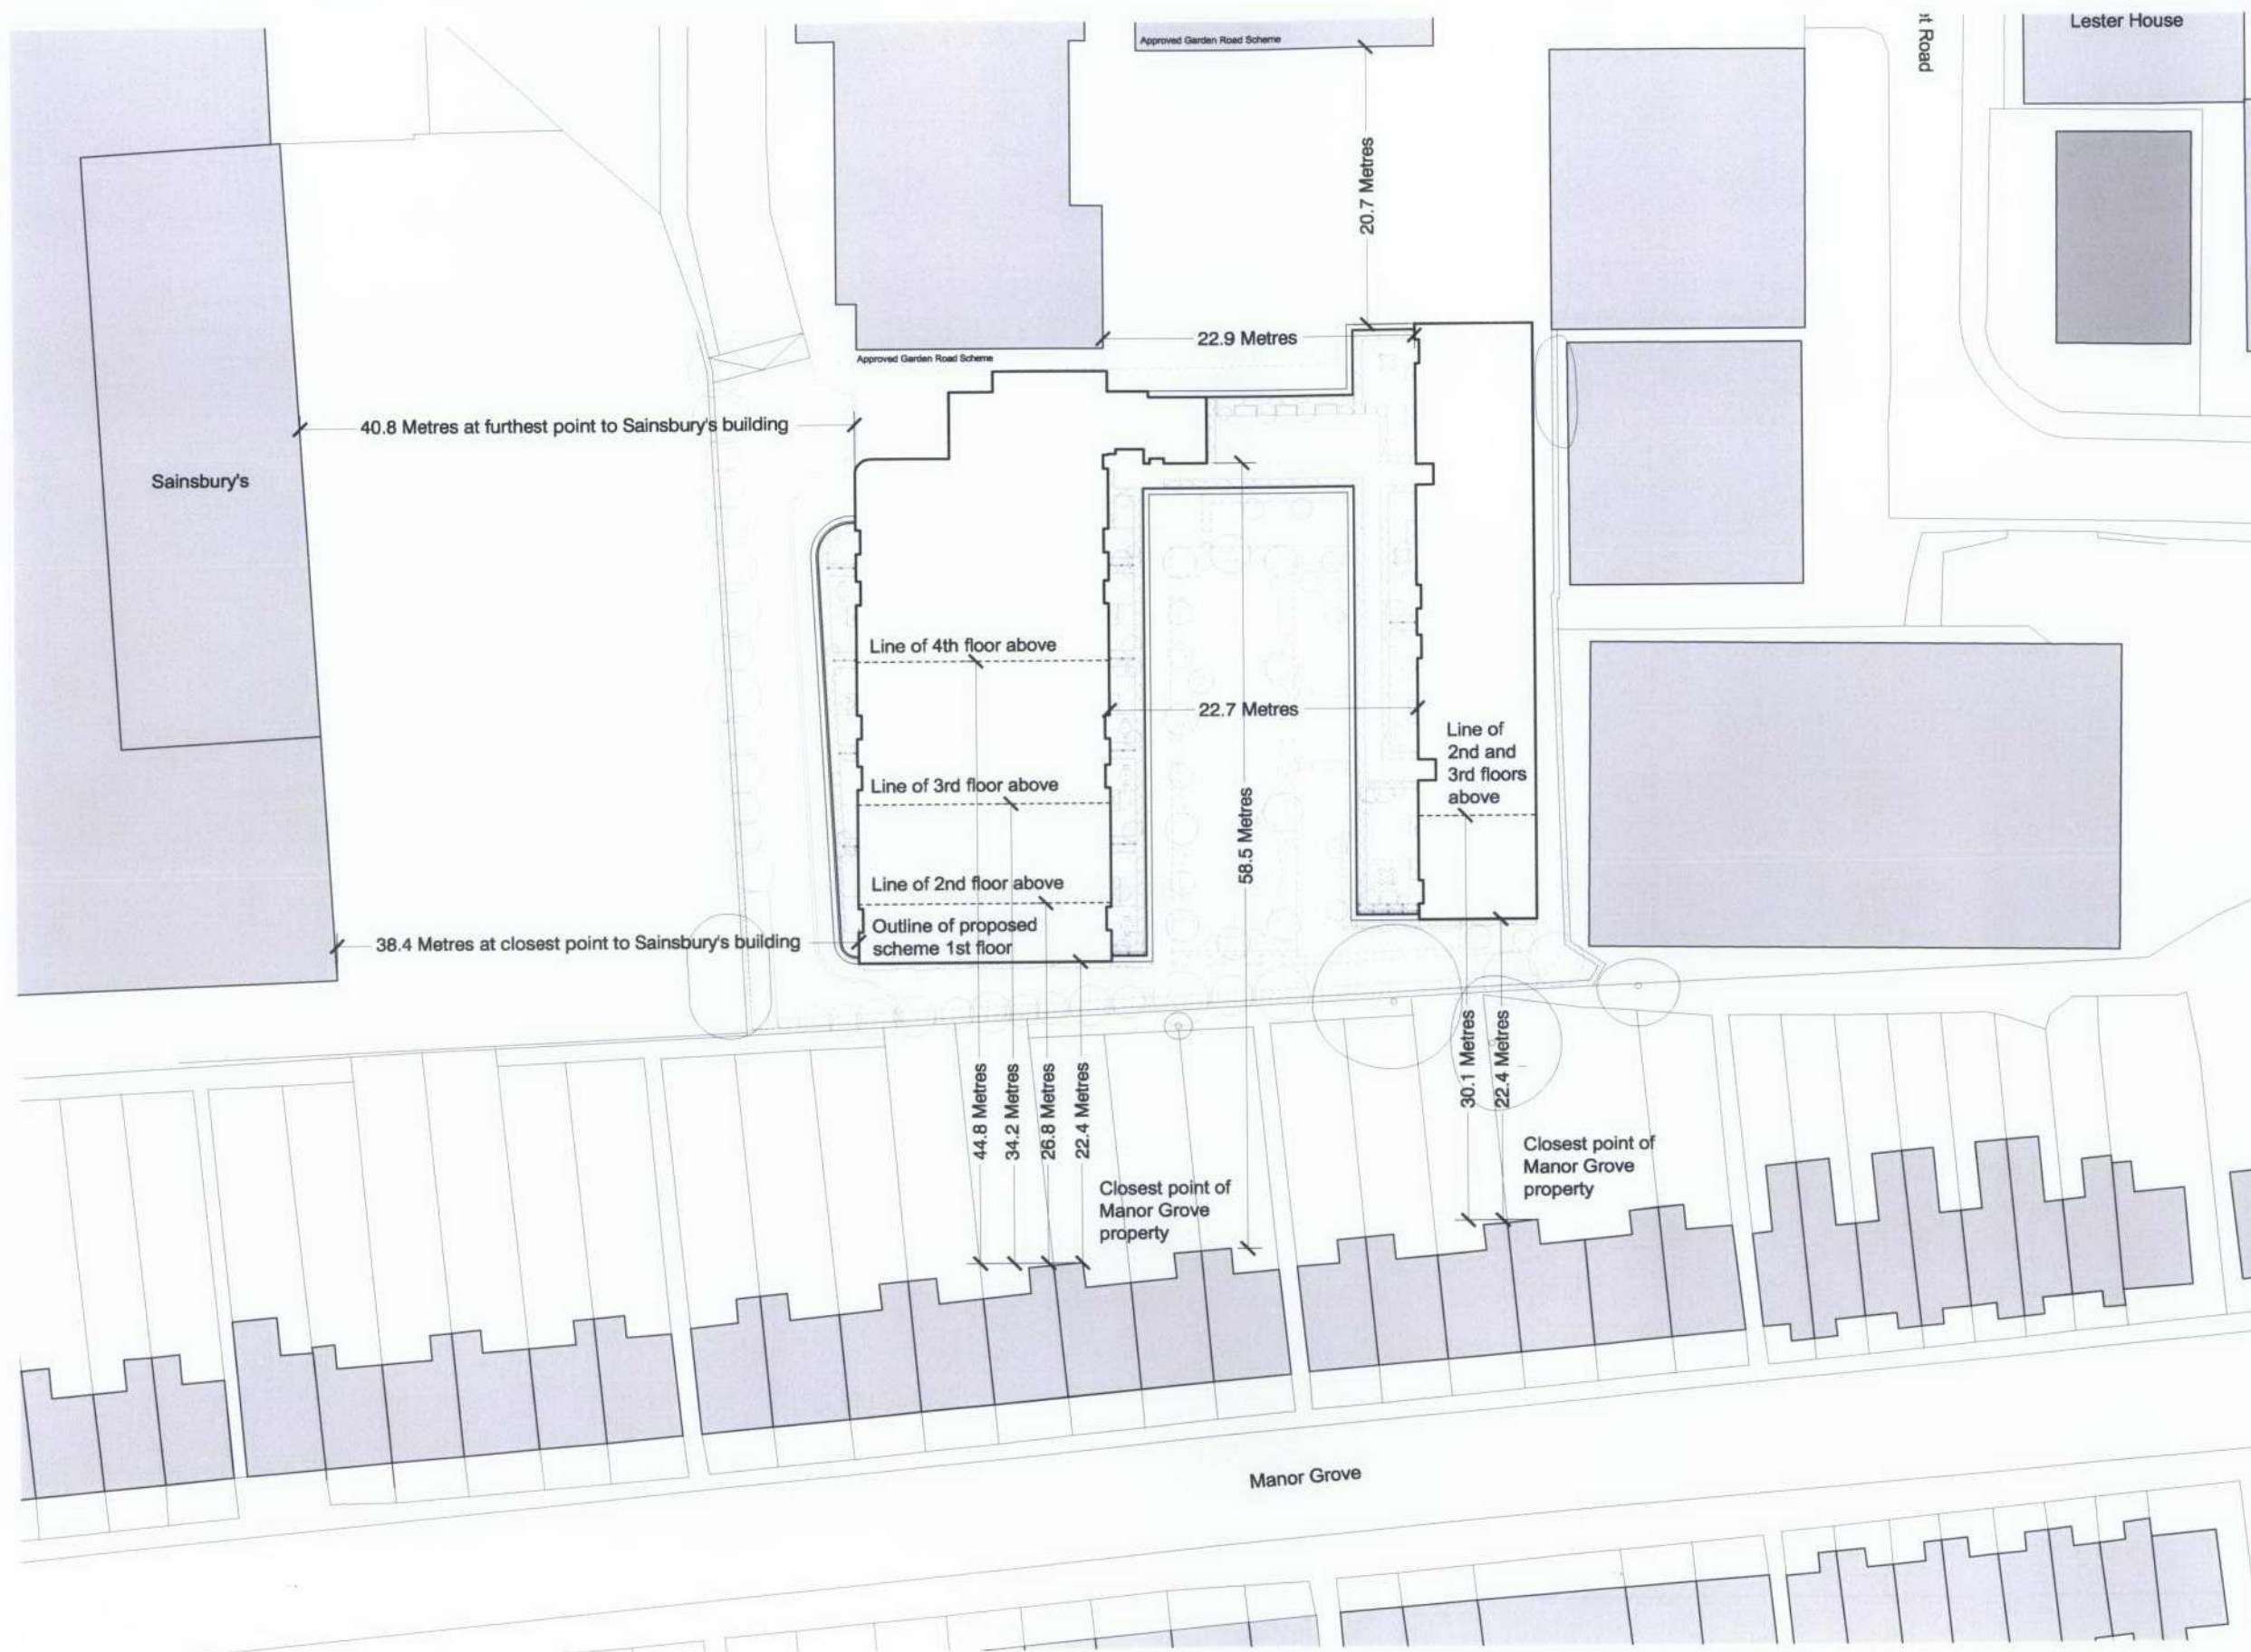 Approved Garden Road Scheme
t Road
Lester House
20.7 Metres
22.9 Metres
Approved Garden Road Scheme
40.8 Metres at furthest point to Sainsbury's building
Sainsbury's
Line of 4th floor above
22.7 Metres
Line of
2nd and
3rd floors
above
Line of 3rd floor above
58.5 Metres
Line of 2nd floor above
Outline of proposed
scheme 1st floor
38.4 Metres at closest point to Sainsbury's building
44.8 Metres
34.2 Metres
26.8 Metres
22.4 Metres
30.1 Metres
22.4 Metres
Closest point of
Manor Grove
property
Closest point of
Manor Grove
property
Manor Grove